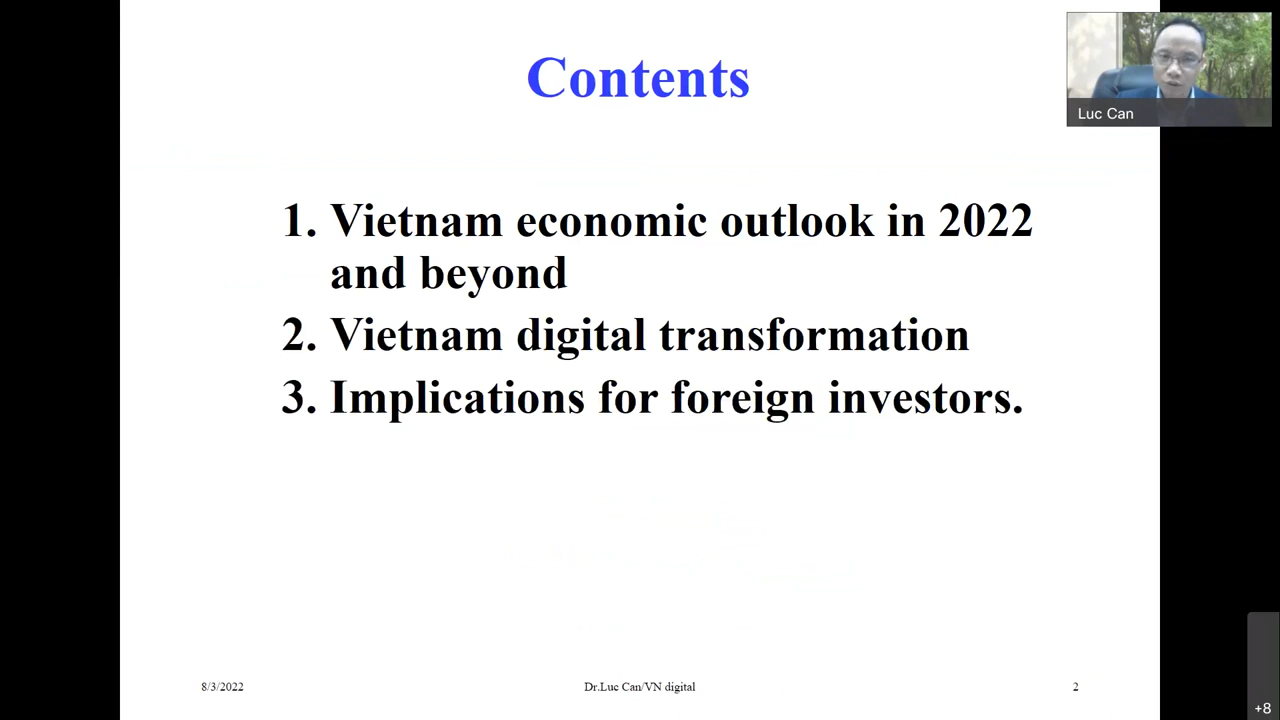 Contents
Luc Can
1. Vietnam economic outlook in 2022
and beyond
2. Vietnam digital transformation
3. Implications for foreign investors.
8/3/2022
Dr.Luc Can/VN digital
2
+8